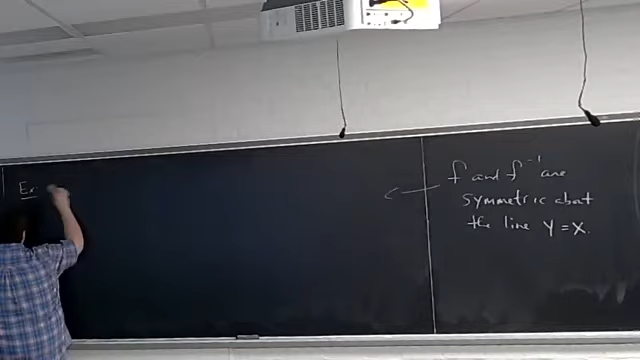 Ex
f and f⁻¹ are
symmetric about
the line y = x.